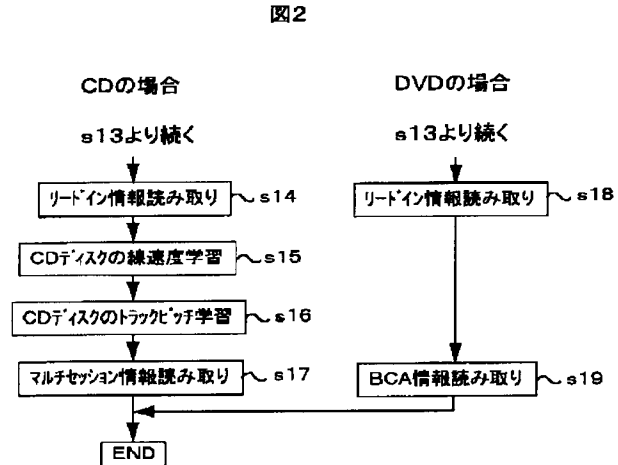 図2
CDの場合
s13より続く
リードイン情報読み取り
s14
CDディスクの線速度学習
s15
CDディスクのトラックピッチ学習
s16
マルチセッション情報読み取り
s17
DVDの場合
s13より続く
リードイン情報読み取り
s18
BCA情報読み取り
s19
END